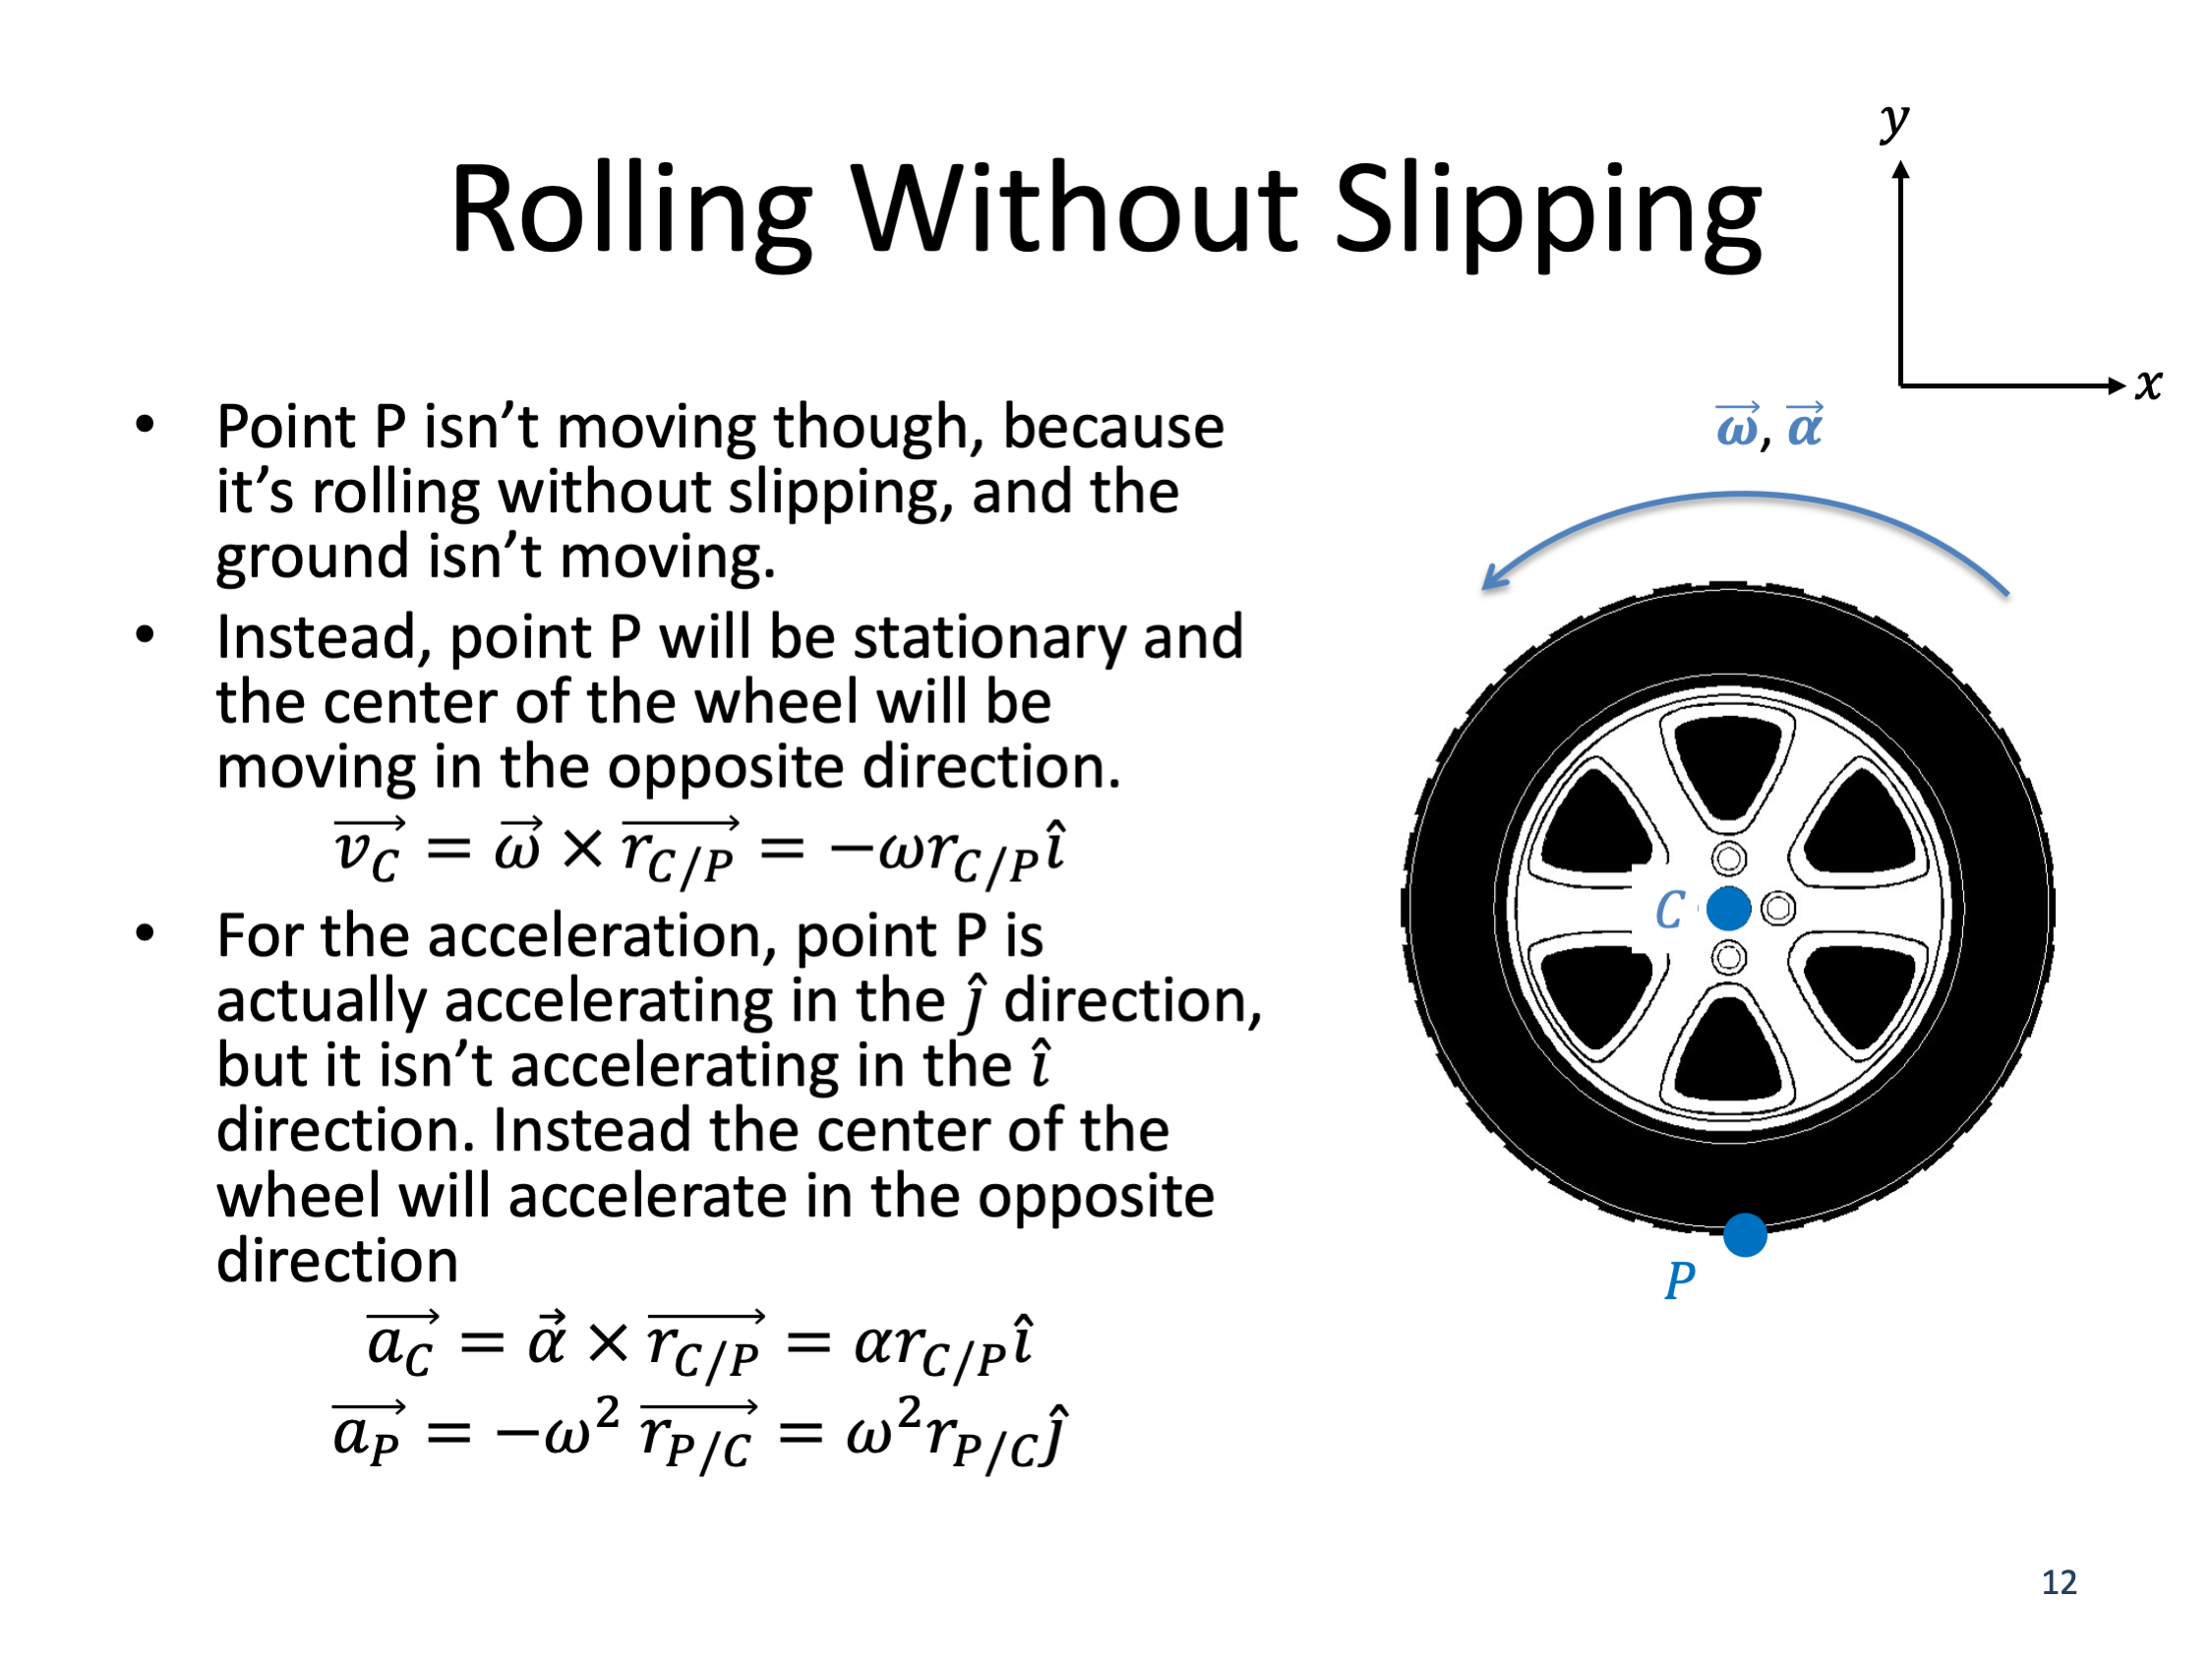 Rolling Without Slipping
y
x
• Point P isn’t moving though, because
it’s rolling without slipping, and the
ground isn’t moving.
• Instead, point P will be stationary and
the center of the wheel will be
moving in the opposite direction.
$\overrightarrow{v_C} = \vec{\omega} \times \overrightarrow{r_{C/P}} = -\omega r_{C/P} \hat{\imath}$
• For the acceleration, point P is
actually accelerating in the $\hat{\jmath}$ direction,
but it isn’t accelerating in the $\hat{\imath}$
direction. Instead the center of the
wheel will accelerate in the opposite
direction
$\overrightarrow{a_C} = \vec{\alpha} \times \overrightarrow{r_{C/P}} = \alpha r_{C/P} \hat{\imath}$
$\overrightarrow{a_P} = -\omega^2 \overrightarrow{r_{P/C}} = \omega^2 r_{P/C} \hat{\jmath}$
$\vec{\omega}, \vec{\alpha}$
C
P
12